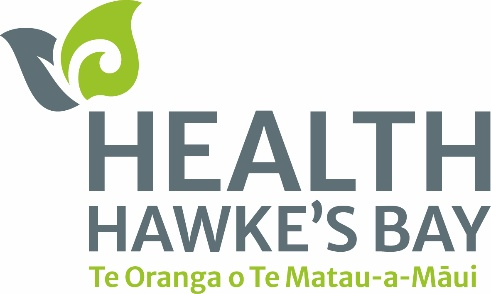 HEALTH
HAWKE'S BAY
Te Oranga o Te Matau-a-Māui